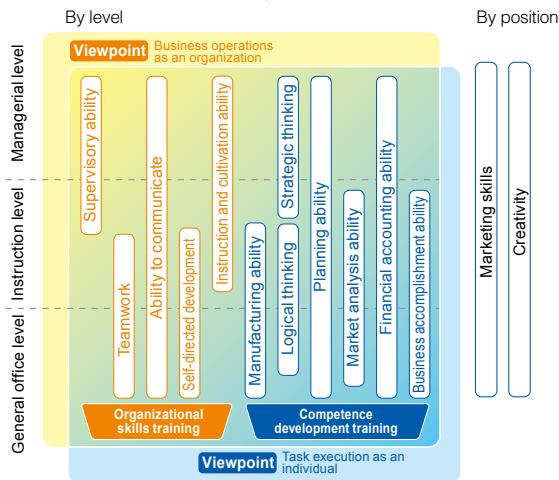 By level
By position
Viewpoint
Business operations
as an organization
Managerial level
Instruction level
General office level
Supervisory ability
Teamwork
Ability to communicate
Self-directed development
Instruction and cultivation ability
Manufacturing ability
Strategic thinking
Logical thinking
Planning ability
Market analysis ability
Financial accounting ability
Business accomplishment ability
Marketing skills
Creativity
Organizational
skills training
Competence
development training
Viewpoint
Task execution as an
individual